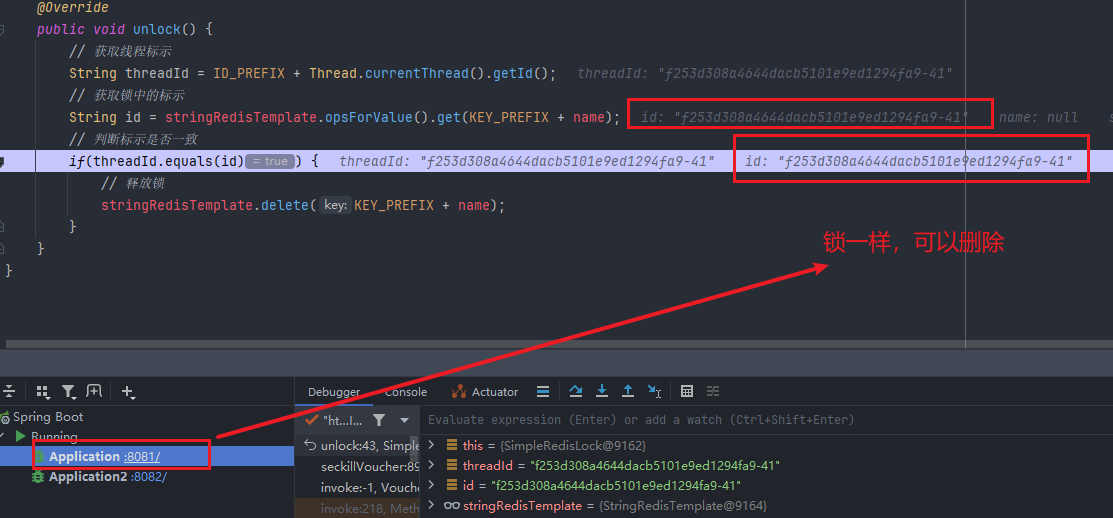 @Override
public void unlock() {
// 获取线程标示
String threadId = ID_PREFIX + Thread.currentThread().getId(); threadId: "f253d308a4644dacb5101e9ed1294fa9-41"
// 获取锁中的标示
String id = stringRedisTemplate.opsForValue().get(KEY_PREFIX + name); id: "f253d308a4644dacb5101e9ed1294fa9-41" name: null s
// 判断标示是否一致
if(threadId.equals(id) = true ) { threadId: "f253d308a4644dacb5101e9ed1294fa9-41" id: "f253d308a4644dacb5101e9ed1294fa9-41"
// 释放锁
stringRedisTemplate.delete( key: KEY_PREFIX + name);
}
}
}
锁一样，可以删除
Debugger Console Actuator
Spring Boot
Running
Application :8081/
Application2 :8082/
"ht...l...
unlock:43, Simple
seckillVoucher:89
invoke:-1, Vouche
invoke:218, Meth
Evaluate expression (Enter) or add a watch (Ctrl+Shift+Enter)
this = {SimpleRedisLock@9162}
threadId = "f253d308a4644dacb5101e9ed1294fa9-41"
id = "f253d308a4644dacb5101e9ed1294fa9-41"
stringRedisTemplate = {StringRedisTemplate@9164}